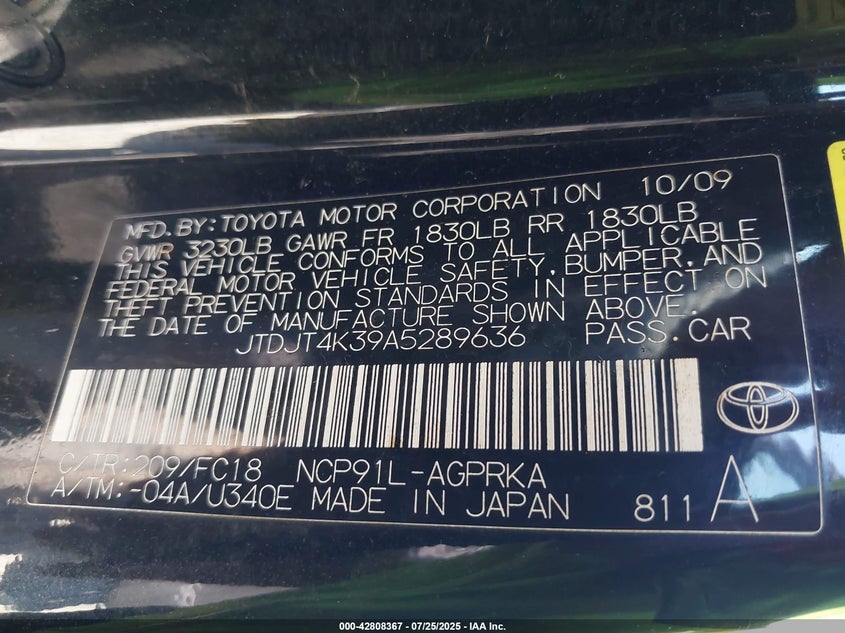 MFD. BY: TOYOTA MOTOR CORPORATION 10/09
GVWR 3230LB GAWR FR 1830LB RR 1830LB
THIS VEHICLE CONFORMS TO ALL APPLICABLE
FEDERAL MOTOR VEHICLE SAFETY, BUMPER, AND
THEFT PREVENTION STANDARDS IN EFFECT ON
THE DATE OF MANUFACTURE SHOWN ABOVE.
JTDJT4K39A5289636 PASS. CAR
C/TR: 209/FC18 NCP91L-AGPRKA
A/TM: -04A/U340E MADE IN JAPAN 811 A
000-42808367 - 07/25/2025 - IAA Inc.